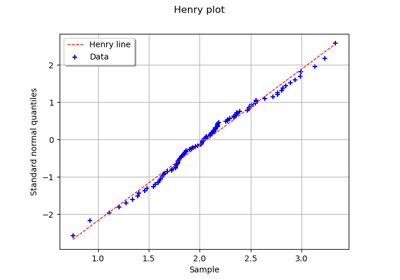 Henry plot
Henry line
Data
Standard normal quantiles
2
1
0
−1
−2
1.0 1.5 2.0 2.5 3.0
Sample